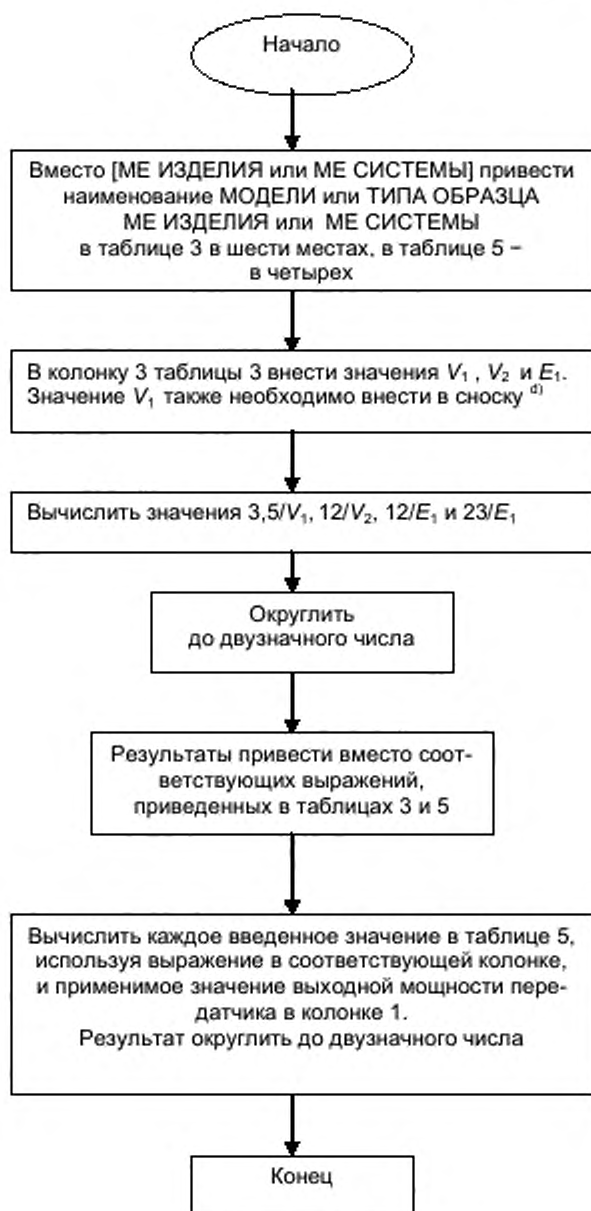 Начало
Вместо [МЕ ИЗДЕЛИЯ или МЕ СИСТЕМЫ] привести
наименование МОДЕЛИ или ТИПА ОБРАЗЦА
МЕ ИЗДЕЛИЯ или МЕ СИСТЕМЫ
в таблице 3 в шести местах, в таблице 5 –
в четырех
В колонку 3 таблицы 3 внести значения V₁ , V₂ и E₁.
Значение V₁ также необходимо внести в сноску ᵈ⁾
Вычислить значения 3,5/V₁, 12/V₂, 12/E₁ и 23/E₁
Округлить
до двузначного числа
Результаты привести вместо соот-
ветствующих выражений,
приведенных в таблицах 3 и 5
Вычислить каждое введенное значение в таблице 5,
используя выражение в соответствующей колонке,
и применимое значение выходной мощности пере-
датчика в колонке 1.
Результат округлить до двузначного числа
Конец